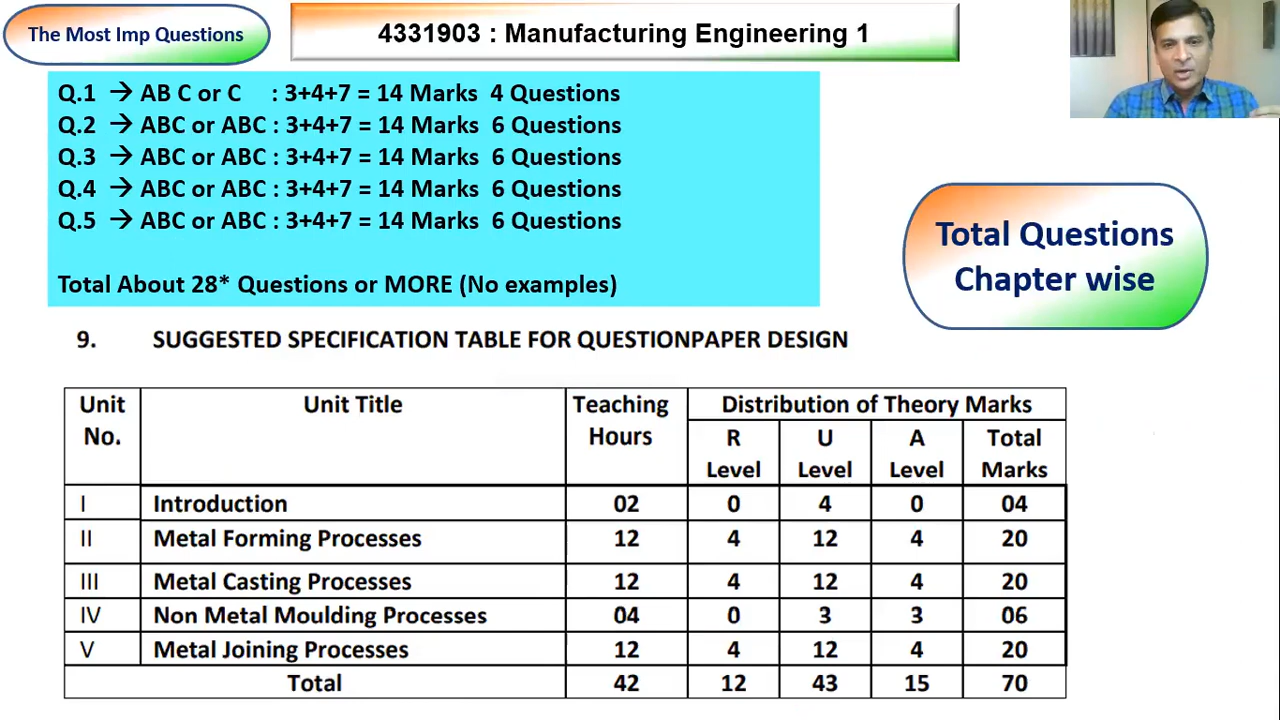 The Most Imp Questions
4331903 : Manufacturing Engineering 1
Q.1 → AB C or C : 3+4+7 = 14 Marks 4 Questions
Q.2 → ABC or ABC : 3+4+7 = 14 Marks 6 Questions
Q.3 → ABC or ABC : 3+4+7 = 14 Marks 6 Questions
Q.4 → ABC or ABC : 3+4+7 = 14 Marks 6 Questions
Q.5 → ABC or ABC : 3+4+7 = 14 Marks 6 Questions
Total About 28* Questions or MORE (No examples)
Total Questions
Chapter wise
9. SUGGESTED SPECIFICATION TABLE FOR QUESTIONPAPER DESIGN
Unit No. Unit Title Teaching Hours Distribution of Theory Marks
R Level U Level A Level Total Marks
I Introduction 02 0 4 0 04
II Metal Forming Processes 12 4 12 4 20
III Metal Casting Processes 12 4 12 4 20
IV Non Metal Moulding Processes 04 0 3 3 06
V Metal Joining Processes 12 4 12 4 20
Total 42 12 43 15 70